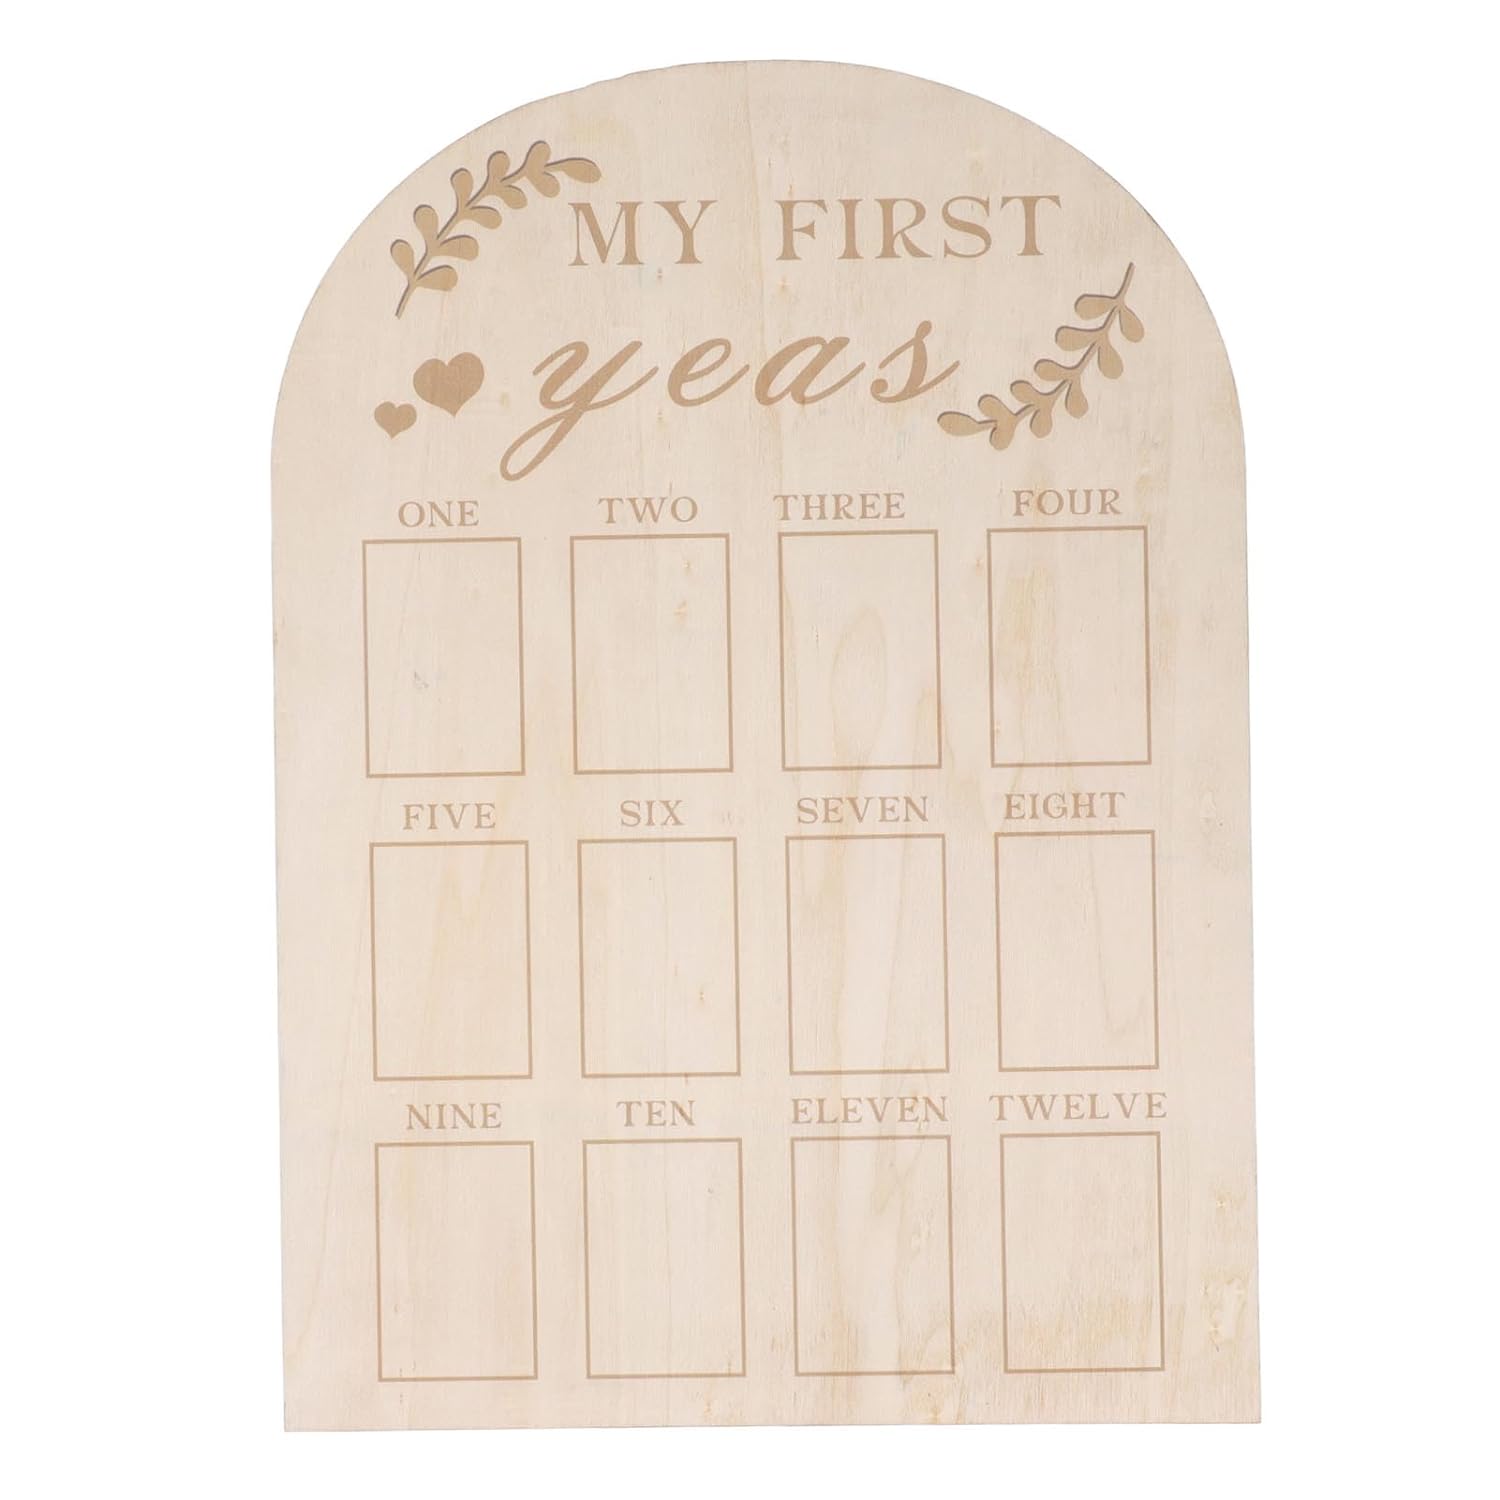 MY FIRST
yeas
ONE TWO THREE FOUR
FIVE SIX SEVEN EIGHT
NINE TEN ELEVEN TWELVE